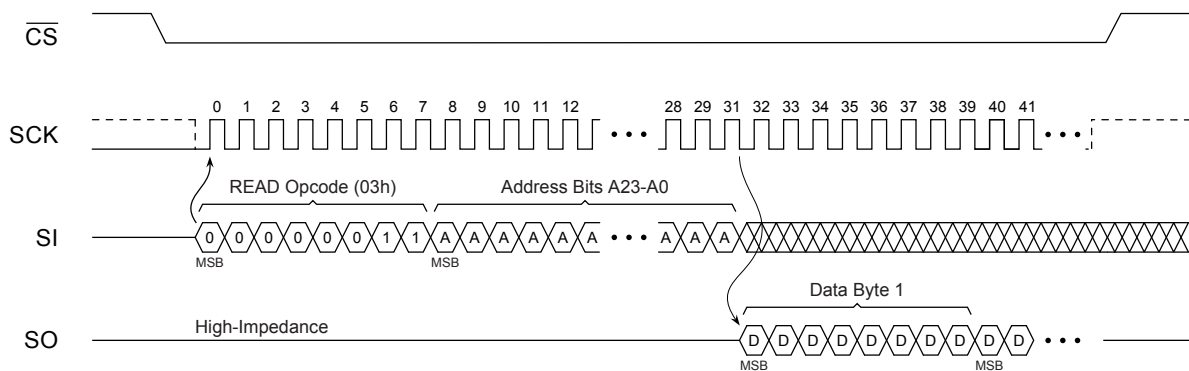 CS
0 1 2 3 4 5 6 7 8 9 10 11 12 28 29 30 31 32 33 34 35 36 37 38 39 40 41
SCK
READ Opcode (03h) Address Bits A23-A0
SI 0 0 0 0 0 0 1 1 A A A A A A A A A
MSB MSB
Data Byte 1
High-Impedance
SO D D D D D D D D D D
MSB MSB